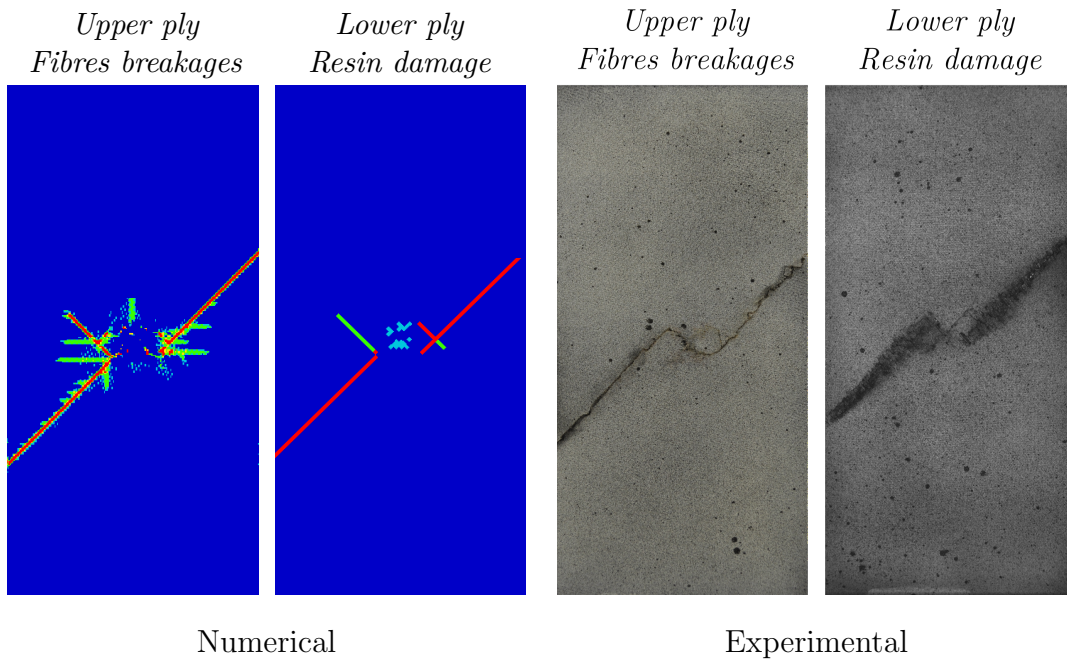 Upper ply
Fibres breakages
Lower ply
Resin damage
Upper ply
Fibres breakages
Lower ply
Resin damage
Numerical
Experimental